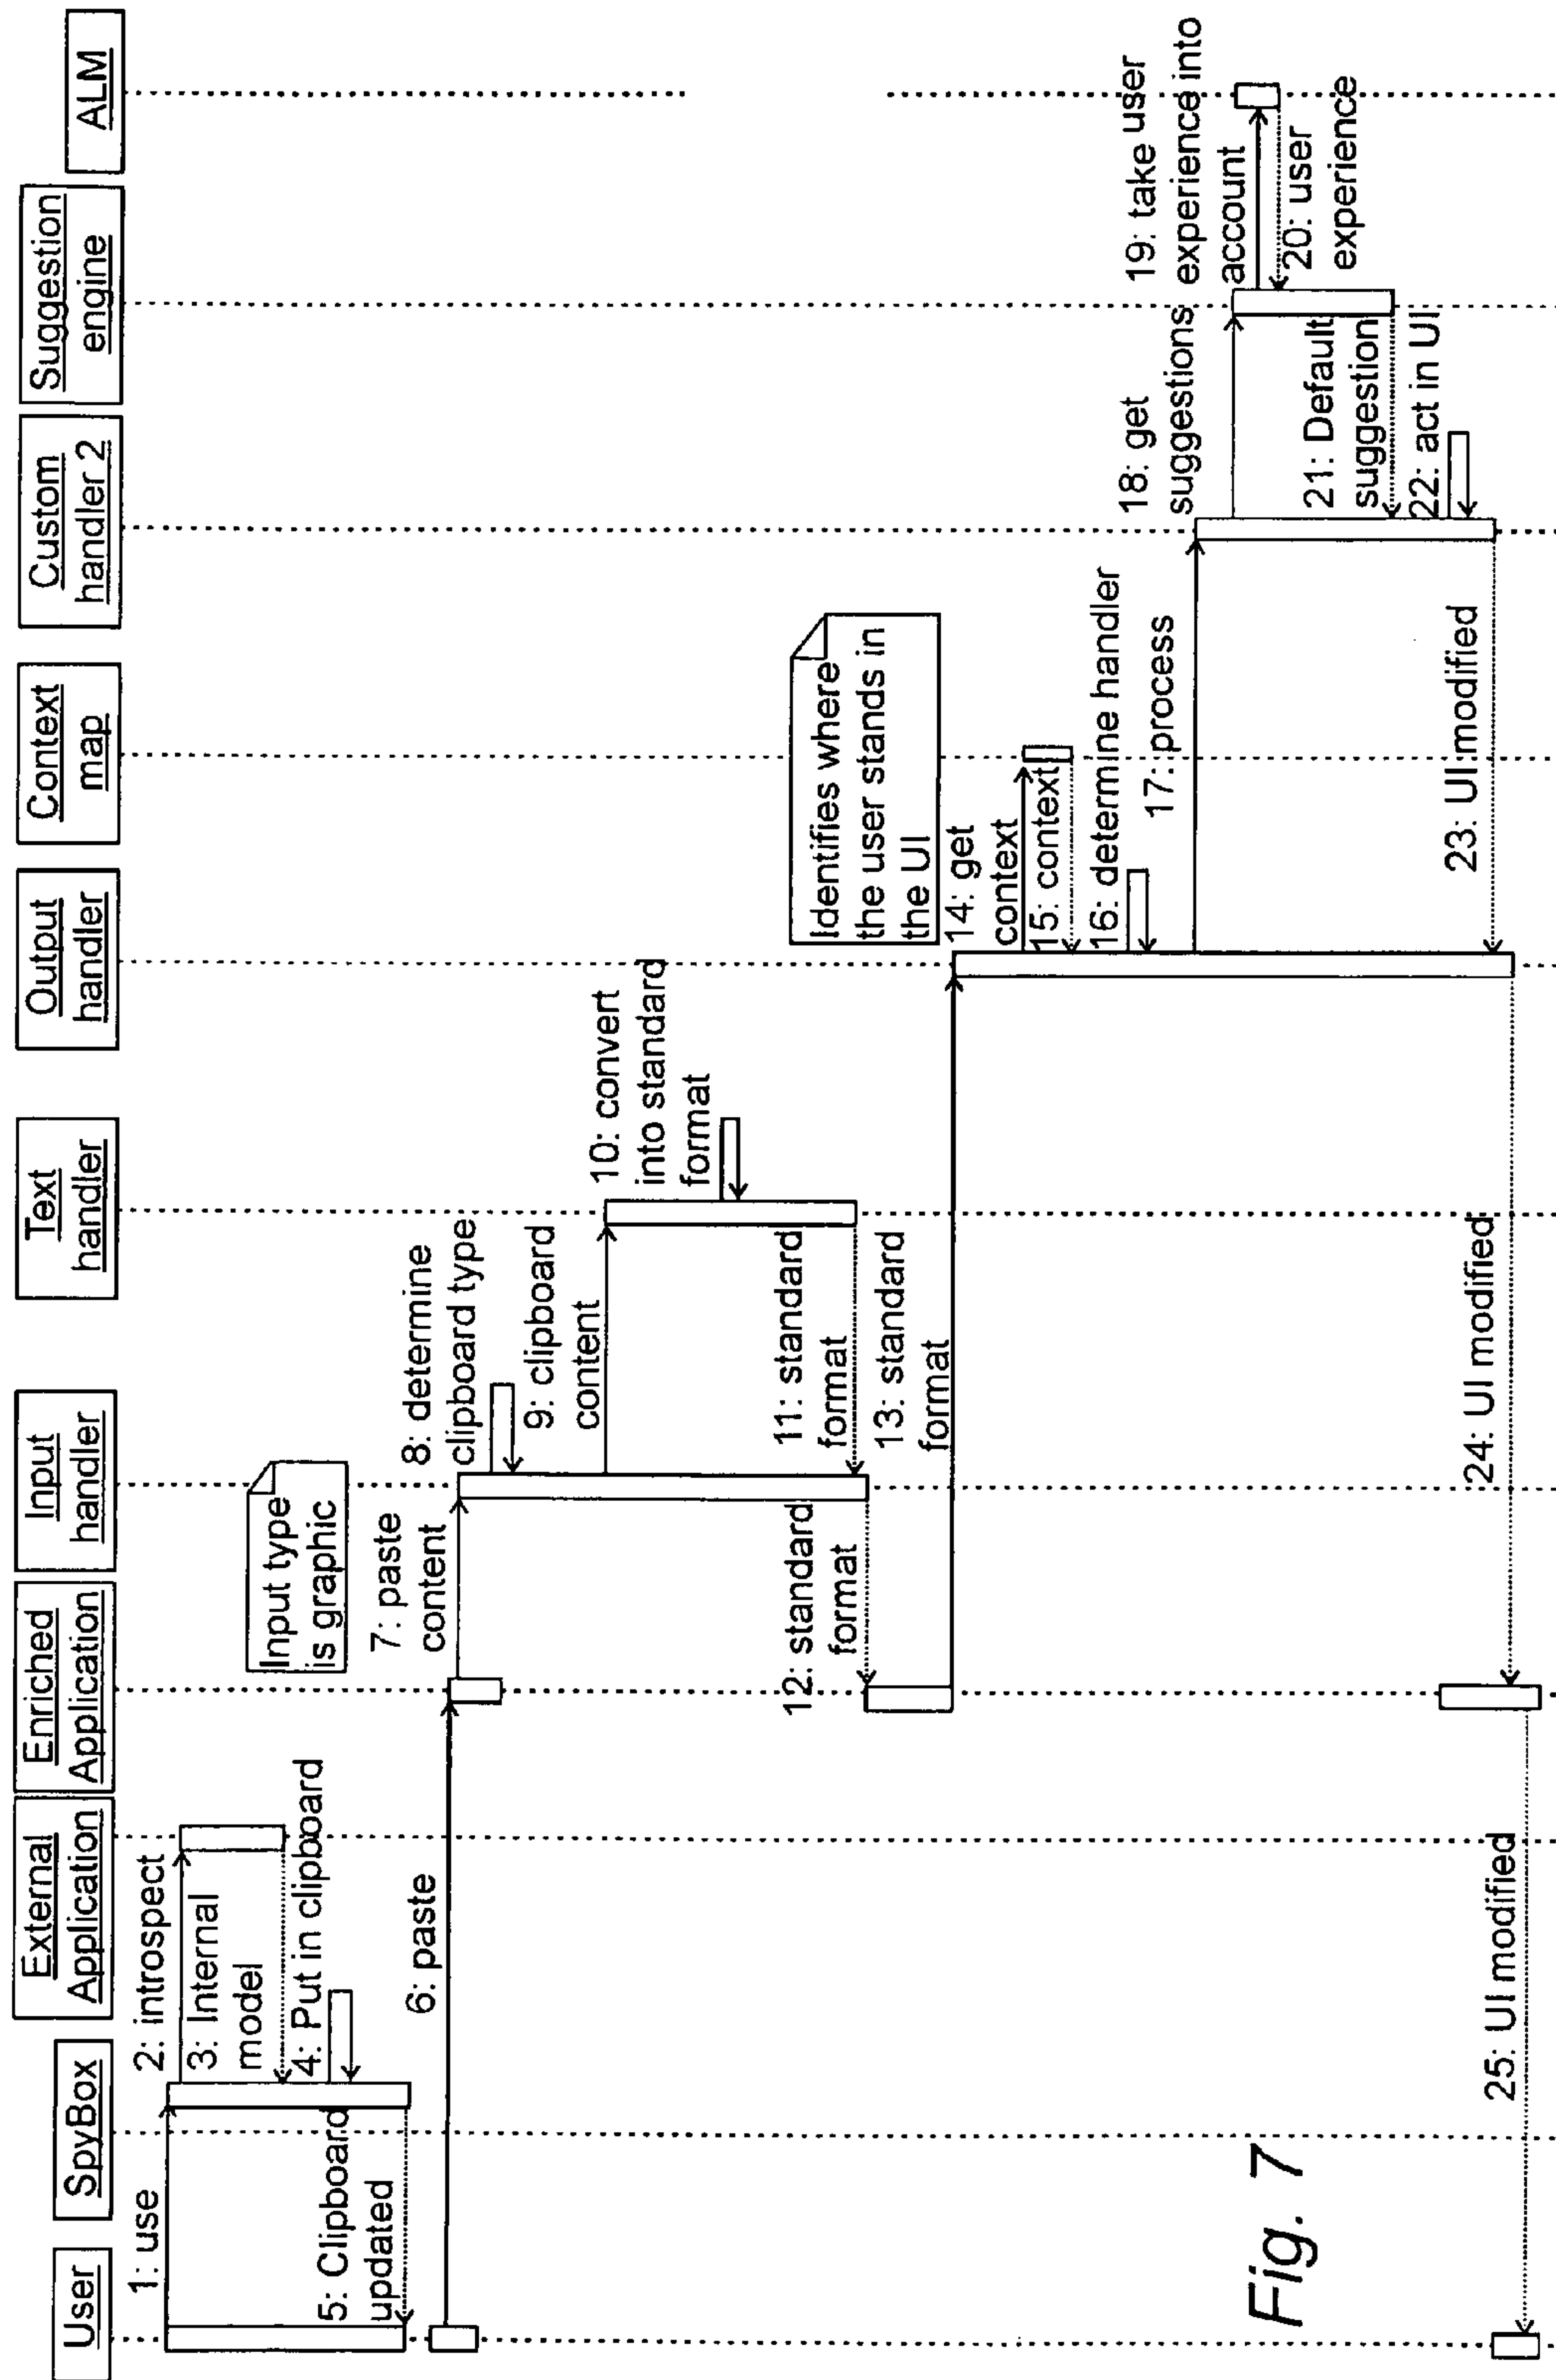 User
SpyBox
External
Application
Enriched
Application
Input
handler
Text
handler
Output
handler
Context
map
Custom
handler 2
Suggestion
engine
ALM
1: use
2: introspect
3: Internal
model
4: Put in clipboard
5: Clipboard
updated
6: paste
Input type
is graphic
7: paste
content
8: determine
clipboard type
9: clipboard
content
10: convert
into standard
format
11: standard
format
12: standard
format
13: standard
format
Identifies where
the user stands in
the UI
14: get
context
15: context
16: determine handler
17: process
18: get
suggestions
19: take user
experience into
account
20: user
experience
21: Default
suggestion
22: act in UI
23: UI modified
24: UI modified
25: UI modified
Fig. 7